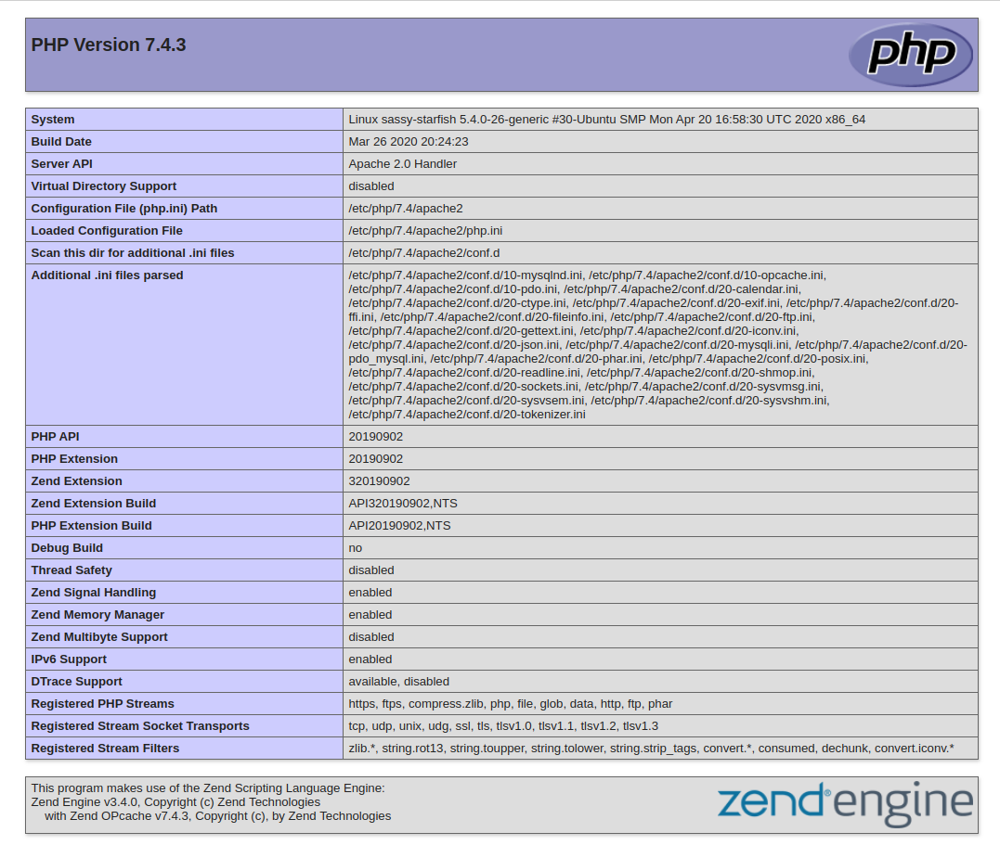 PHP Version 7.4.3
php
System Linux sassy-starfish 5.4.0-26-generic #30-Ubuntu SMP Mon Apr 20 16:58:30 UTC 2020 x86_64
Build Date Mar 26 2020 20:24:23
Server API Apache 2.0 Handler
Virtual Directory Support disabled
Configuration File (php.ini) Path /etc/php/7.4/apache2
Loaded Configuration File /etc/php/7.4/apache2/php.ini
Scan this dir for additional .ini files /etc/php/7.4/apache2/conf.d
Additional .ini files parsed /etc/php/7.4/apache2/conf.d/10-mysqlnd.ini, /etc/php/7.4/apache2/conf.d/10-opcache.ini,
/etc/php/7.4/apache2/conf.d/10-pdo.ini, /etc/php/7.4/apache2/conf.d/20-calendar.ini,
/etc/php/7.4/apache2/conf.d/20-ctype.ini, /etc/php/7.4/apache2/conf.d/20-exif.ini, /etc/php/7.4/apache2/conf.d/20-
ffi.ini, /etc/php/7.4/apache2/conf.d/20-fileinfo.ini, /etc/php/7.4/apache2/conf.d/20-ftp.ini,
/etc/php/7.4/apache2/conf.d/20-gettext.ini, /etc/php/7.4/apache2/conf.d/20-iconv.ini,
/etc/php/7.4/apache2/conf.d/20-json.ini, /etc/php/7.4/apache2/conf.d/20-mysqli.ini, /etc/php/7.4/apache2/conf.d/20-
pdo_mysql.ini, /etc/php/7.4/apache2/conf.d/20-phar.ini, /etc/php/7.4/apache2/conf.d/20-posix.ini,
/etc/php/7.4/apache2/conf.d/20-readline.ini, /etc/php/7.4/apache2/conf.d/20-shmop.ini,
/etc/php/7.4/apache2/conf.d/20-sockets.ini, /etc/php/7.4/apache2/conf.d/20-sysvmsg.ini,
/etc/php/7.4/apache2/conf.d/20-sysvsem.ini, /etc/php/7.4/apache2/conf.d/20-sysvshm.ini,
/etc/php/7.4/apache2/conf.d/20-tokenizer.ini
PHP API 20190902
PHP Extension 20190902
Zend Extension 320190902
Zend Extension Build API320190902,NTS
PHP Extension Build API20190902,NTS
Debug Build no
Thread Safety disabled
Zend Signal Handling enabled
Zend Memory Manager enabled
Zend Multibyte Support disabled
IPv6 Support enabled
DTrace Support available, disabled
Registered PHP Streams https, ftps, compress.zlib, php, file, glob, data, http, ftp, phar
Registered Stream Socket Transports tcp, udp, unix, udg, ssl, tls, tlsv1.0, tlsv1.1, tlsv1.2, tlsv1.3
Registered Stream Filters zlib.*, string.rot13, string.toupper, string.tolower, string.strip_tags, convert.*, consumed, dechunk, convert.iconv.*
This program makes use of the Zend Scripting Language Engine:
Zend Engine v3.4.0, Copyright (c) Zend Technologies
with Zend OPcache v7.4.3, Copyright (c), by Zend Technologies
zend® engine